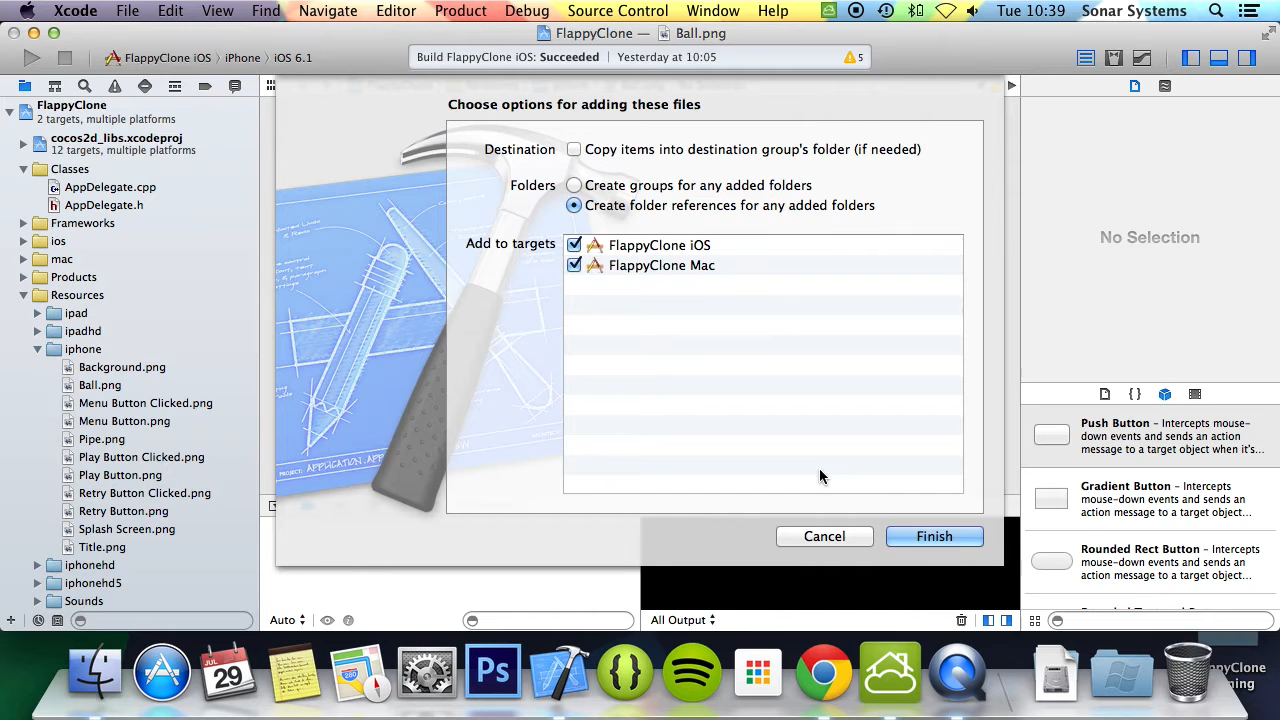 Xcode File Edit View Find Navigate Editor Product Debug Source Control Window Help Tue 10:39 Sonar Systems
FlappyClone — Ball.png
FlappyClone iOS iPhone iOS 6.1
Build FlappyClone iOS: Succeeded Yesterday at 10:05 5
FlappyClone
2 targets, multiple platforms
cocos2d_libs.xcodeproj
12 targets, multiple platforms
Classes
AppDelegate.cpp
AppDelegate.h
Frameworks
ios
mac
Products
Resources
ipad
ipadhd
iphone
Background.png
Ball.png
Menu Button Clicked.png
Menu Button.png
Pipe.png
Play Button Clicked.png
Play Button.png
Retry Button Clicked.png
Retry Button.png
Splash Screen.png
Title.png
iphonehd
iphonehd5
Sounds
Choose options for adding these files
Destination Copy items into destination group's folder (if needed)
Folders Create groups for any added folders
Create folder references for any added folders
Add to targets FlappyClone iOS
FlappyClone Mac
Cancel Finish
No Selection
Push Button – Intercepts mouse-
down events and sends an action
message to a target object when it's...
Gradient Button – Intercepts
mouse-down events and sends an
action message to a target object...
Rounded Rect Button – Intercepts
mouse-down events and sends an
action message to a target object...
Auto
All Output
JUL
29
Ps